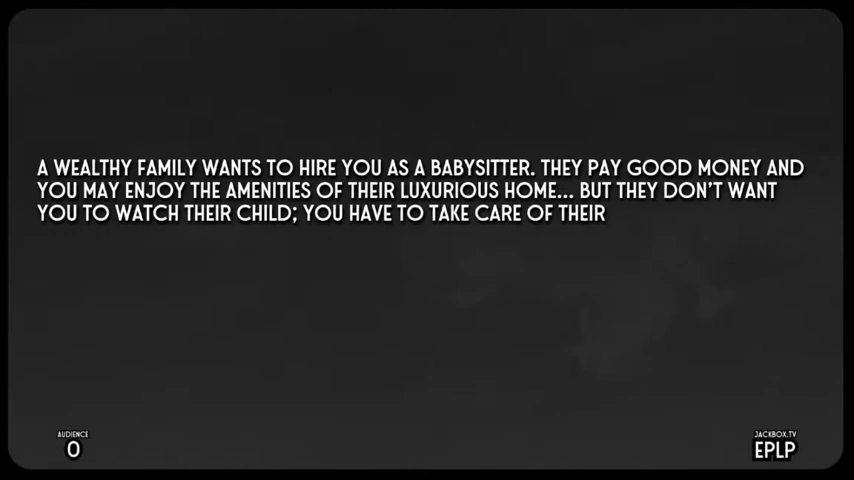 A WEALTHY FAMILY WANTS TO HIRE YOU AS A BABYSITTER. THEY PAY GOOD MONEY AND
YOU MAY ENJOY THE AMENITIES OF THEIR LUXURIOUS HOME... BUT THEY DON'T WANT
YOU TO WATCH THEIR CHILD; YOU HAVE TO TAKE CARE OF THEIR
AUDIENCE
0
JACKBOX.TV
EPLP